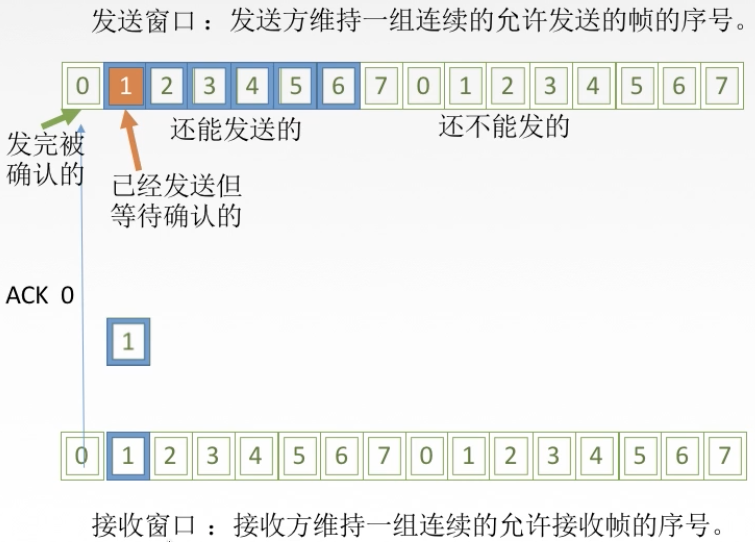 发送窗口：发送方维持一组连续的允许发送的帧的序号。
0 1 2 3 4 5 6 7 0 1 2 3 4 5 6 7
还能发送的 还不能发的
发完被
确认的
已经发送但
等待确认的
ACK 0
1
0 1 2 3 4 5 6 7 0 1 2 3 4 5 6 7
接收窗口：接收方维持一组连续的允许接收帧的序号。